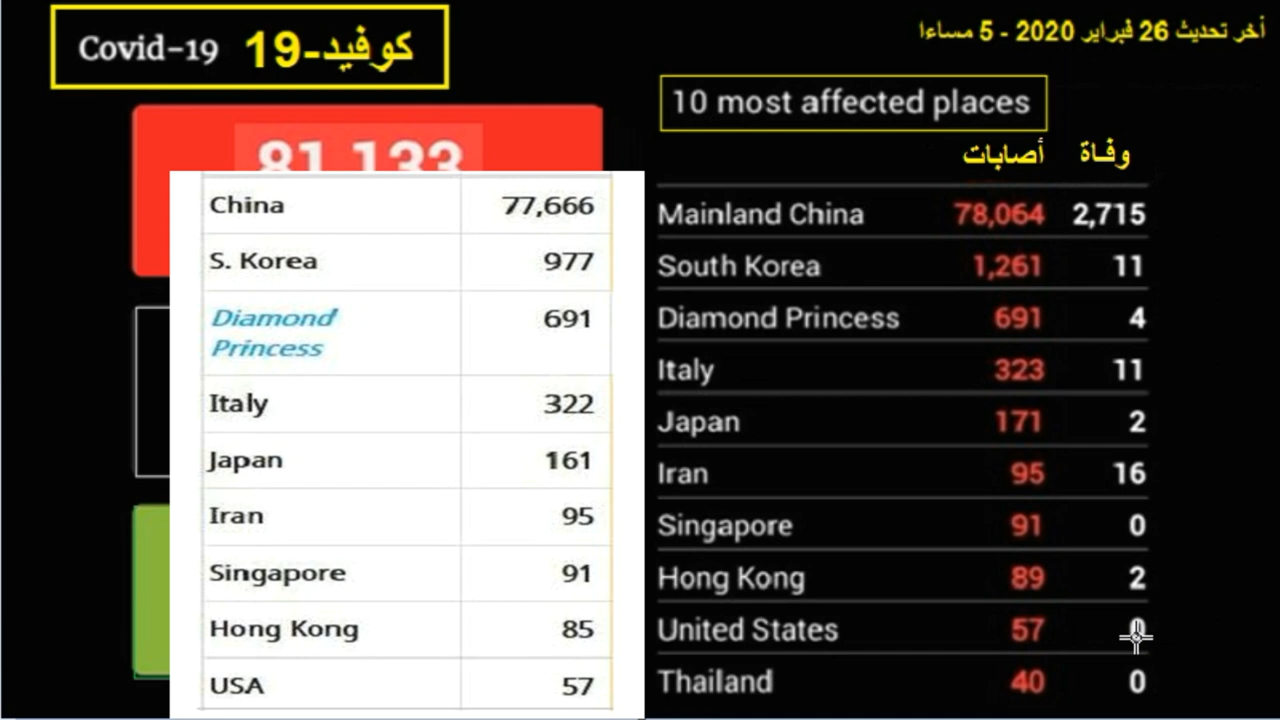 Covid-19 كوفيد-19
أخر تحديث 26 فبراير 2020 - 5 مساءا
81,133
China 77,666
S. Korea 977
Diamond
Princess 691
Italy 322
Japan 161
Iran 95
Singapore 91
Hong Kong 85
USA 57
10 most affected places
أصابات وفاة
Mainland China 78,064 2,715
South Korea 1,261 11
Diamond Princess 691 4
Italy 323 11
Japan 171 2
Iran 95 16
Singapore 91 0
Hong Kong 89 2
United States 57 0
Thailand 40 0